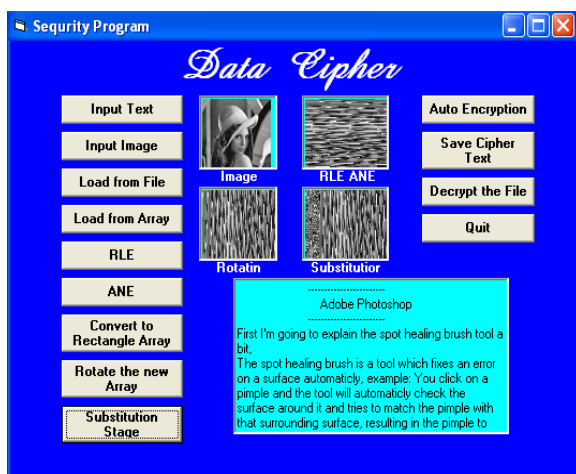 Sequrity Program
Data Cipher
Input Text
Input Image
Load from File
Load from Array
RLE
ANE
Convert to
Rectangle Array
Rotate the new
Array
Substitution
Stage
Image
RLE ANE
Rotatin
Substitutior
Auto Encryption
Save Cipher
Text
Decrypt the File
Quit
------------------------
Adobe Photoshop
------------------------
First I'm going to explain the spot healing brush tool a
bit,
The spot healing brush is a tool which fixes an error
on a surface automaticly, example: You click on a
pimple and the tool will automaticly check the
surface around it and tries to match the pimple with
that surrounding surface, resulting in the pimple to